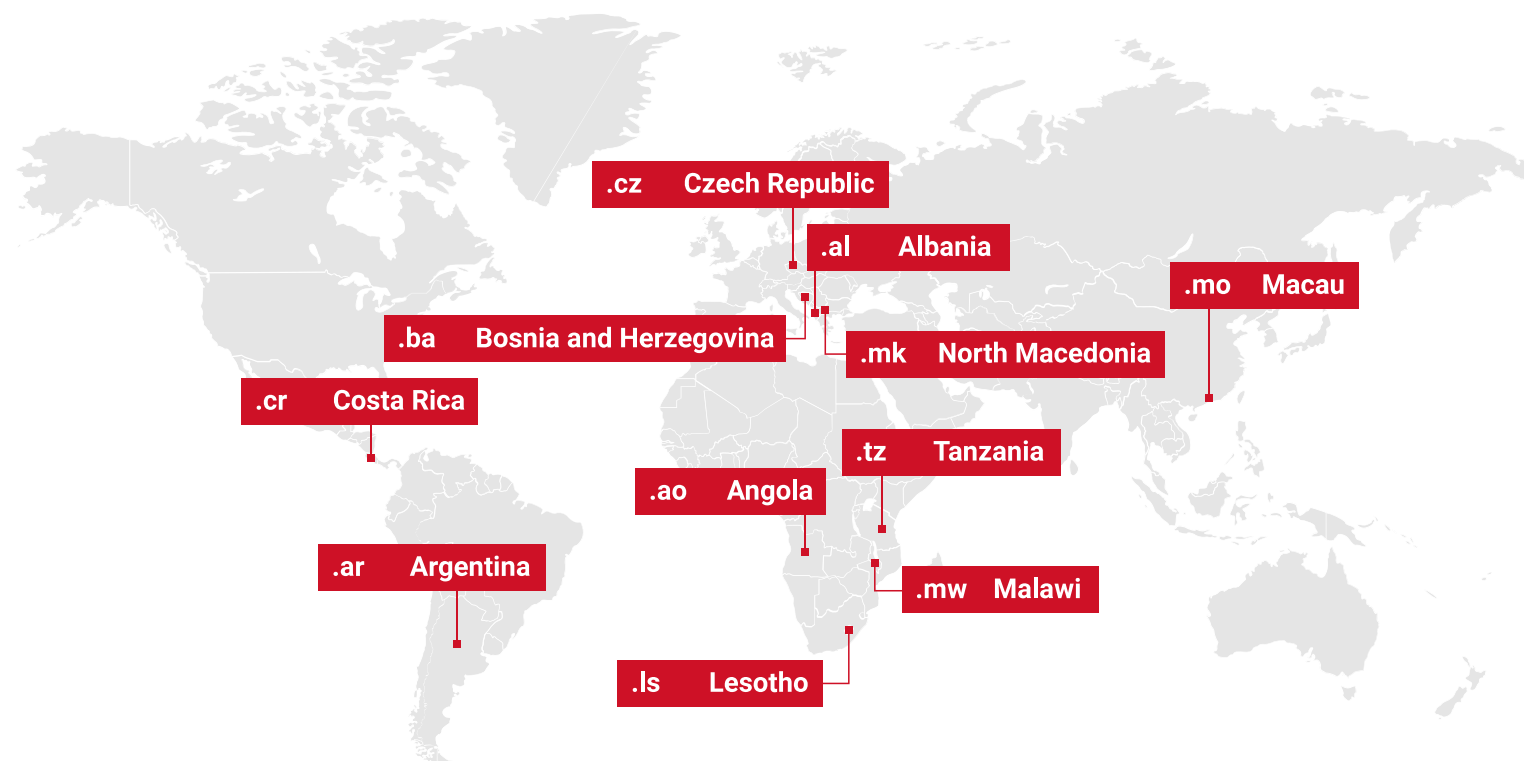 .cz Czech Republic
.al Albania
.mo Macau
.ba Bosnia and Herzegovina
.mk North Macedonia
.cr Costa Rica
.tz Tanzania
.ao Angola
.ar Argentina
.mw Malawi
.ls Lesotho